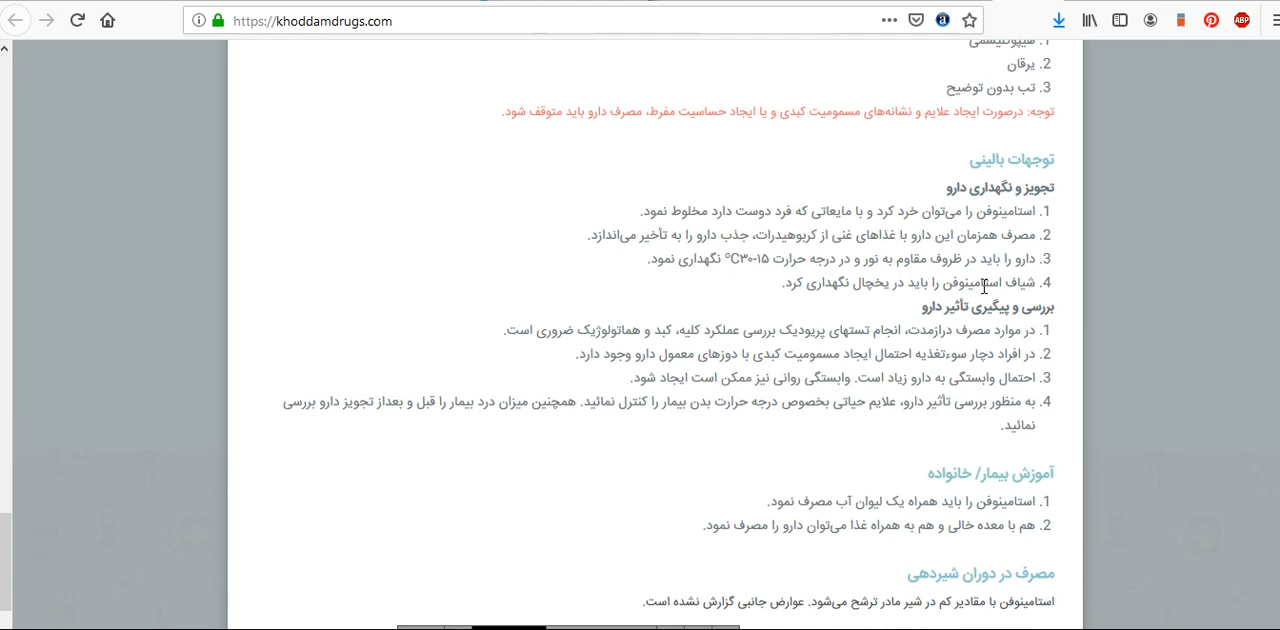 https://khoddamdrugs.com
ABP
2. یرقان
3. تب بدون توضیح
توجه: درصورت ایجاد علایم و نشانه‌های مسمومیت کبدی و یا ایجاد حساسیت مفرط، مصرف دارو باید متوقف شود.
توجهات بالینی
تجویز و نگهداری دارو
1. استامینوفن را می‌توان خرد کرد و با مایعاتی که فرد دوست دارد مخلوط نمود.
2. مصرف همزمان این دارو با غذاهای غنی از کربوهیدرات، جذب دارو را به تأخیر می‌اندازد.
3. دارو را باید در ظروف مقاوم به نور و در درجه حرارت ۱۵-۳۰°C نگهداری نمود.
4. شیاف استامینوفن را باید در یخچال نگهداری کرد.
بررسی و پیگیری تأثیر دارو
1. در موارد مصرف درازمدت، انجام تستهای پریودیک بررسی عملکرد کلیه، کبد و هماتولوژیک ضروری است.
2. در افراد دچار سوءتغذیه احتمال ایجاد مسمومیت کبدی با دوزهای معمول دارو وجود دارد.
3. احتمال وابستگی به دارو زیاد است. وابستگی روانی نیز ممکن است ایجاد شود.
4. به منظور بررسی تأثیر دارو، علایم حیاتی بخصوص درجه حرارت بدن بیمار را کنترل نمائید. همچنین میزان درد بیمار را قبل و بعداز تجویز دارو بررسی
نمائید.
آموزش بیمار/ خانواده
1. استامینوفن را باید همراه یک لیوان آب مصرف نمود.
2. هم با معده خالی و هم به همراه غذا می‌توان دارو را مصرف نمود.
مصرف در دوران شیردهی
استامینوفن با مقادیر کم در شیر مادر ترشح می‌شود. عوارض جانبی گزارش نشده است.